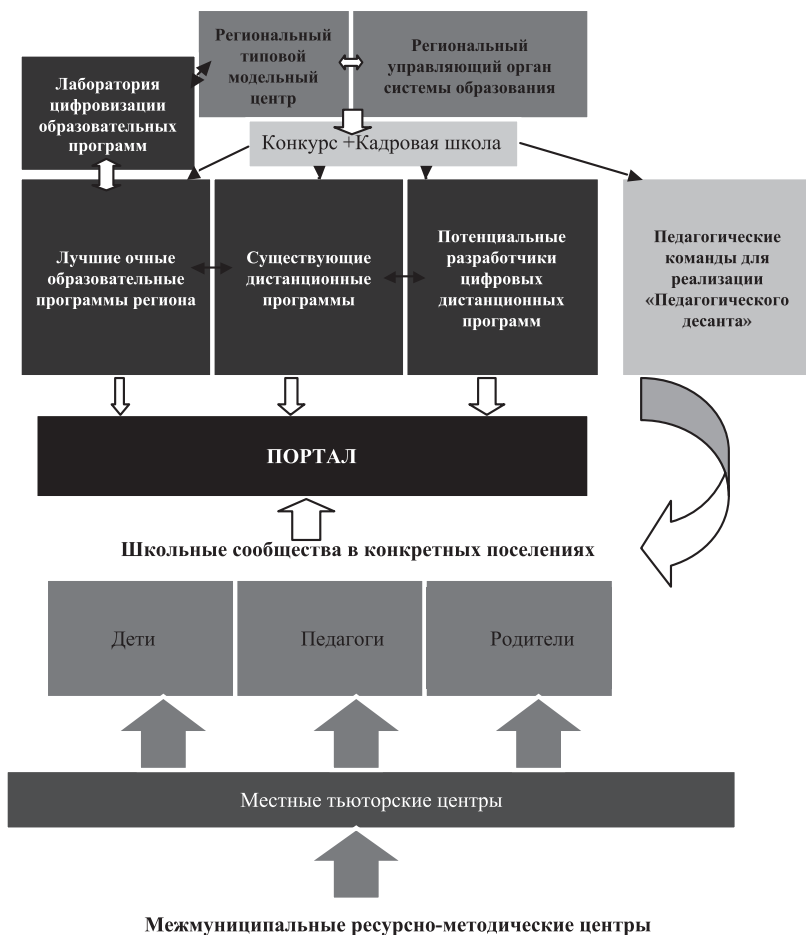 Региональный
типовой
модельный
центр
Региональный
управляющий орган
системы образования
Лаборатория
цифровизации
образовательных
программ
Конкурс +Кадровая школа
Лучшие очные
образовательные
программы региона
Существующие
дистанционные
программы
Потенциальные
разработчики
цифровых
дистанционных
программ
Педагогические
команды для
реализации
«Педагогического
десанта»
ПОРТАЛ
Школьные сообщества в конкретных поселениях
Дети
Педагоги
Родители
Местные тьюторские центры
Межмуниципальные ресурсно-методические центры